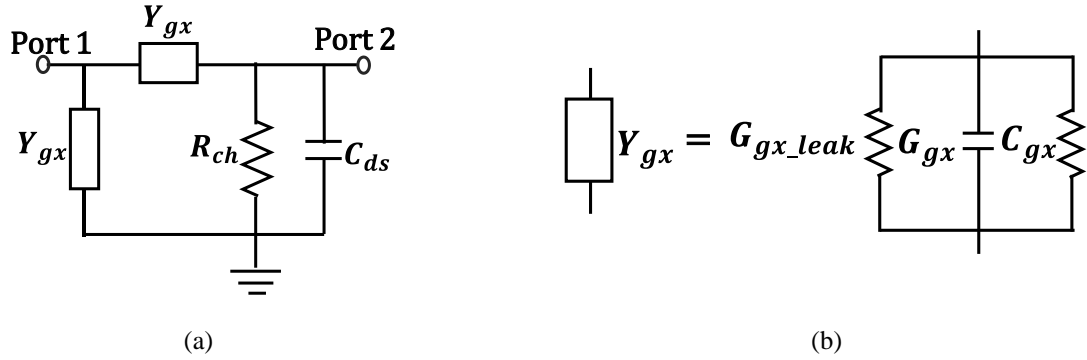 Y_gx
Port 1
Port 2
Y_gx
R_ch
C_ds
Y_gx = G_gx_leak
G_gx
C_gx
(a)
(b)